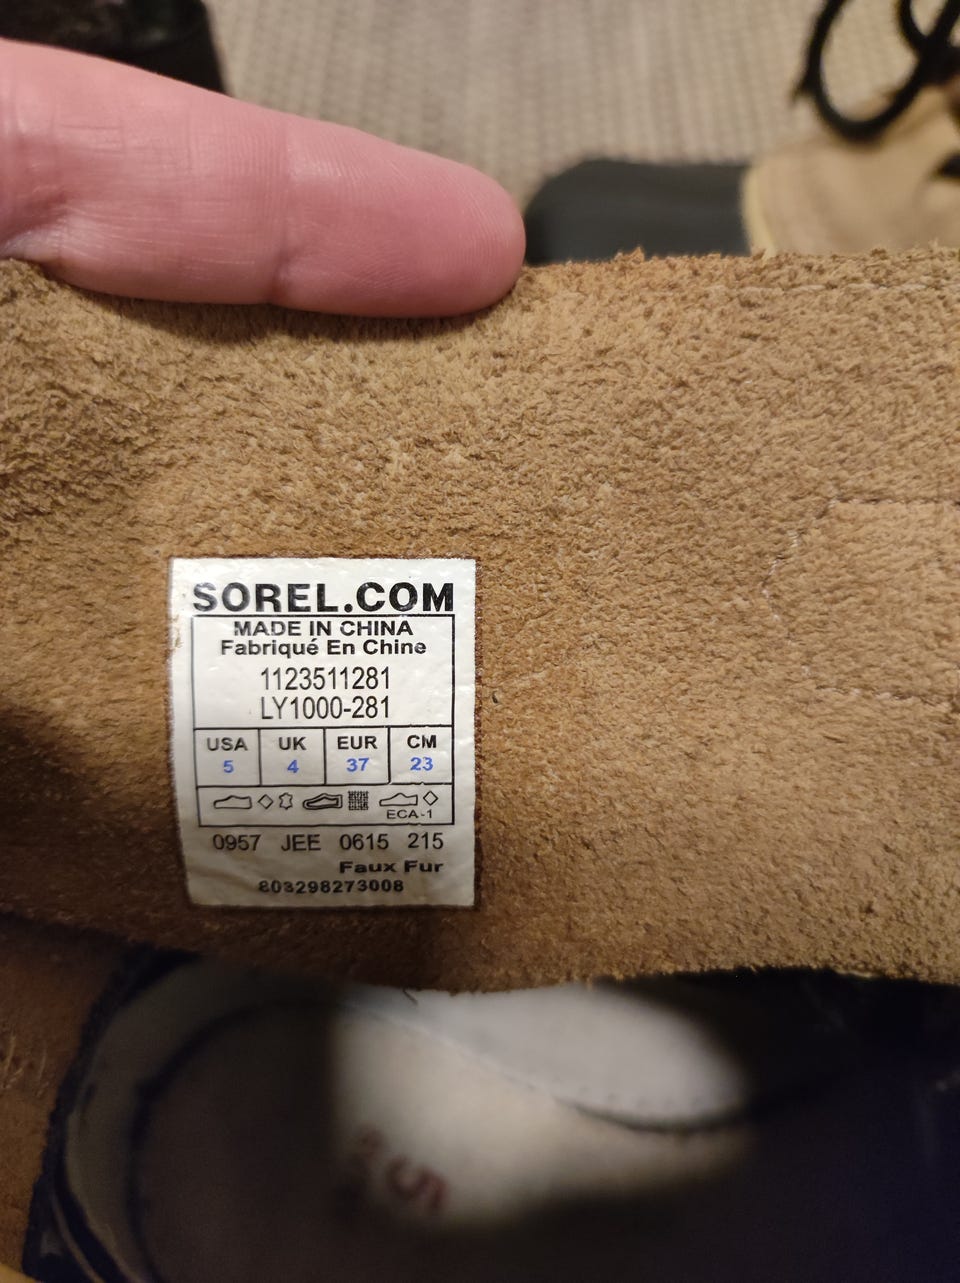 SOREL.COM
MADE IN CHINA
Fabriqué En Chine
1123511281
LY1000-281
USA UK EUR CM
5 4 37 23
ECA-1
0957 JEE 0615 215
Faux Fur
803298273008